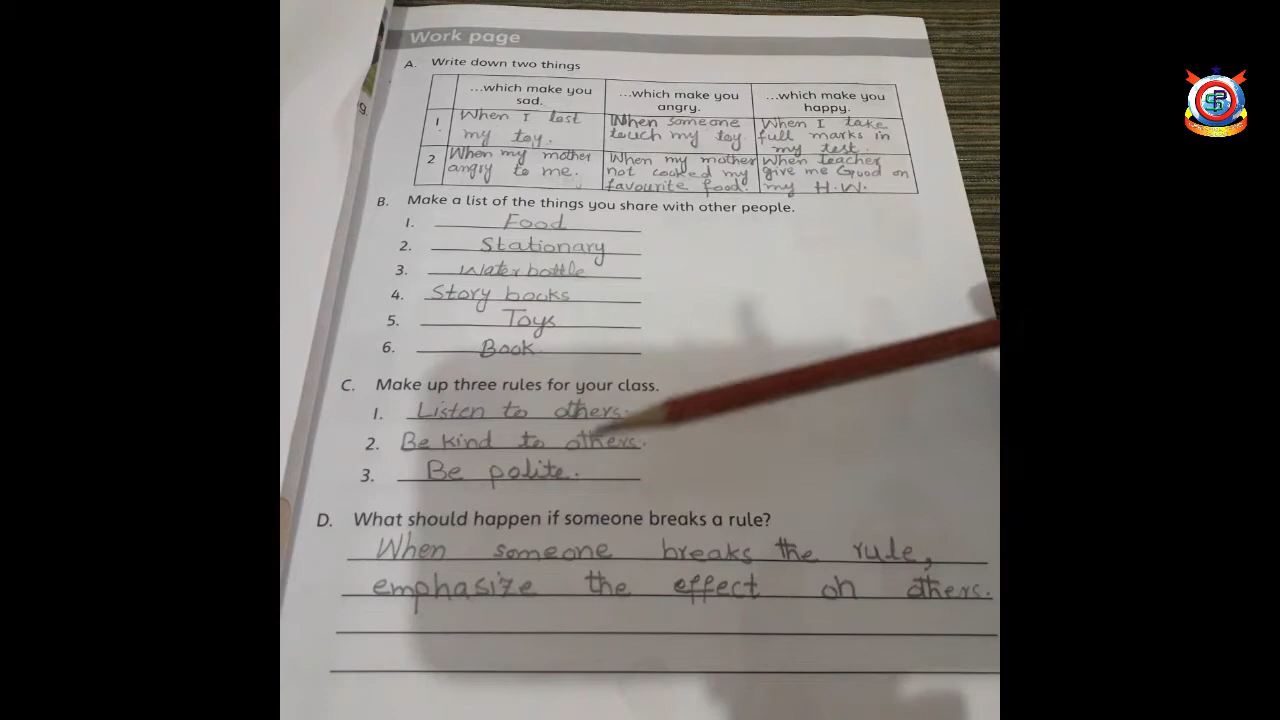 Work page
A. Write down two things
...which make you sad.
...which make you angry.
...which make you happy.
1.
When I lost
my toy.
When someone
touch my toy.
When I take
full marks in
my test.
2
When my mother
angry to me.
When my mother
not cooked my
favourite food.
When teacher
give me Good on
my H.W.
B. Make a list of the things you share with other people.
1. Food
2. Stationary
3. Water bottle
4. Story books
5. Toys
6. Book
C. Make up three rules for your class.
1. Listen to others.
2. Be kind to others.
3. Be polite.
D. What should happen if someone breaks a rule?
When someone breaks the rule,
emphasize the effect on others.